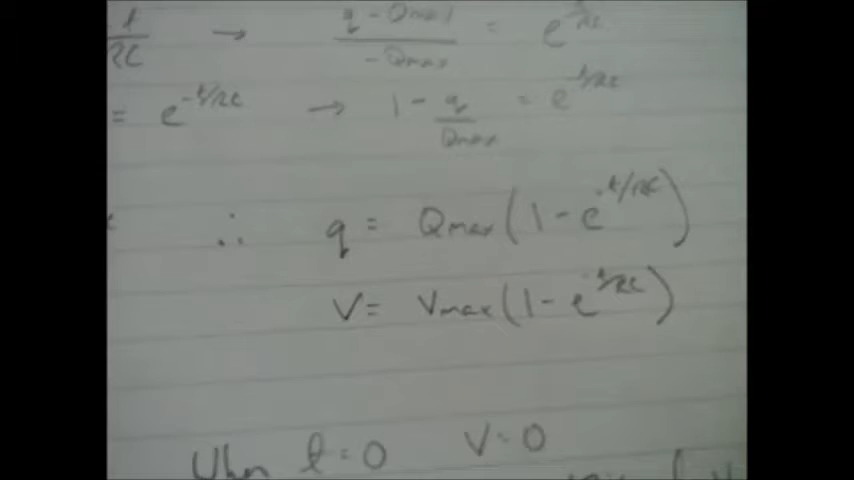 t/RC → q - Qmax/-Qmax = e^-t/RC
= e^-t/RC → 1 - q/Qmax = e^-t/RC
∴ q = Qmax(1 - e^-t/RC)
V = Vmax(1 - e^-t/RC)
When t = 0 V = 0